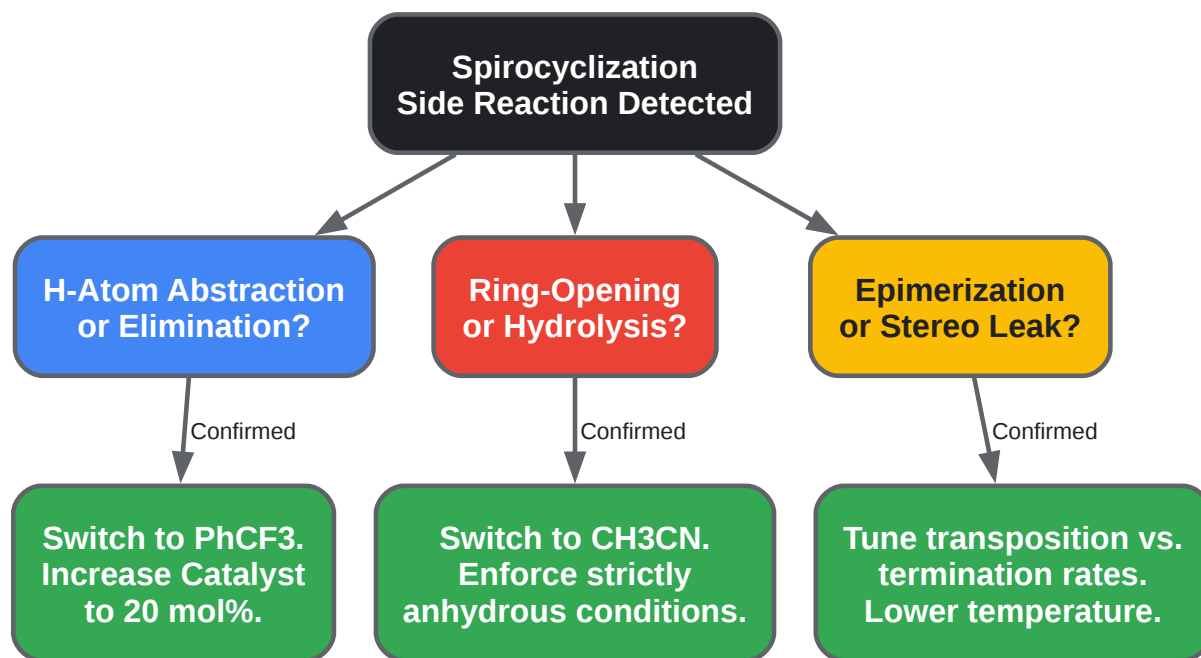 Spirocyclization
Side Reaction Detected
H-Atom Abstraction
or Elimination?
Ring-Opening
or Hydrolysis?
Epimerization
or Stereo Leak?
Confirmed
Confirmed
Confirmed
Switch to PhCF3.
Increase Catalyst
to 20 mol%.
Switch to CH3CN.
Enforce strictly
anhydrous conditions.
Tune transposition vs.
termination rates.
Lower temperature.